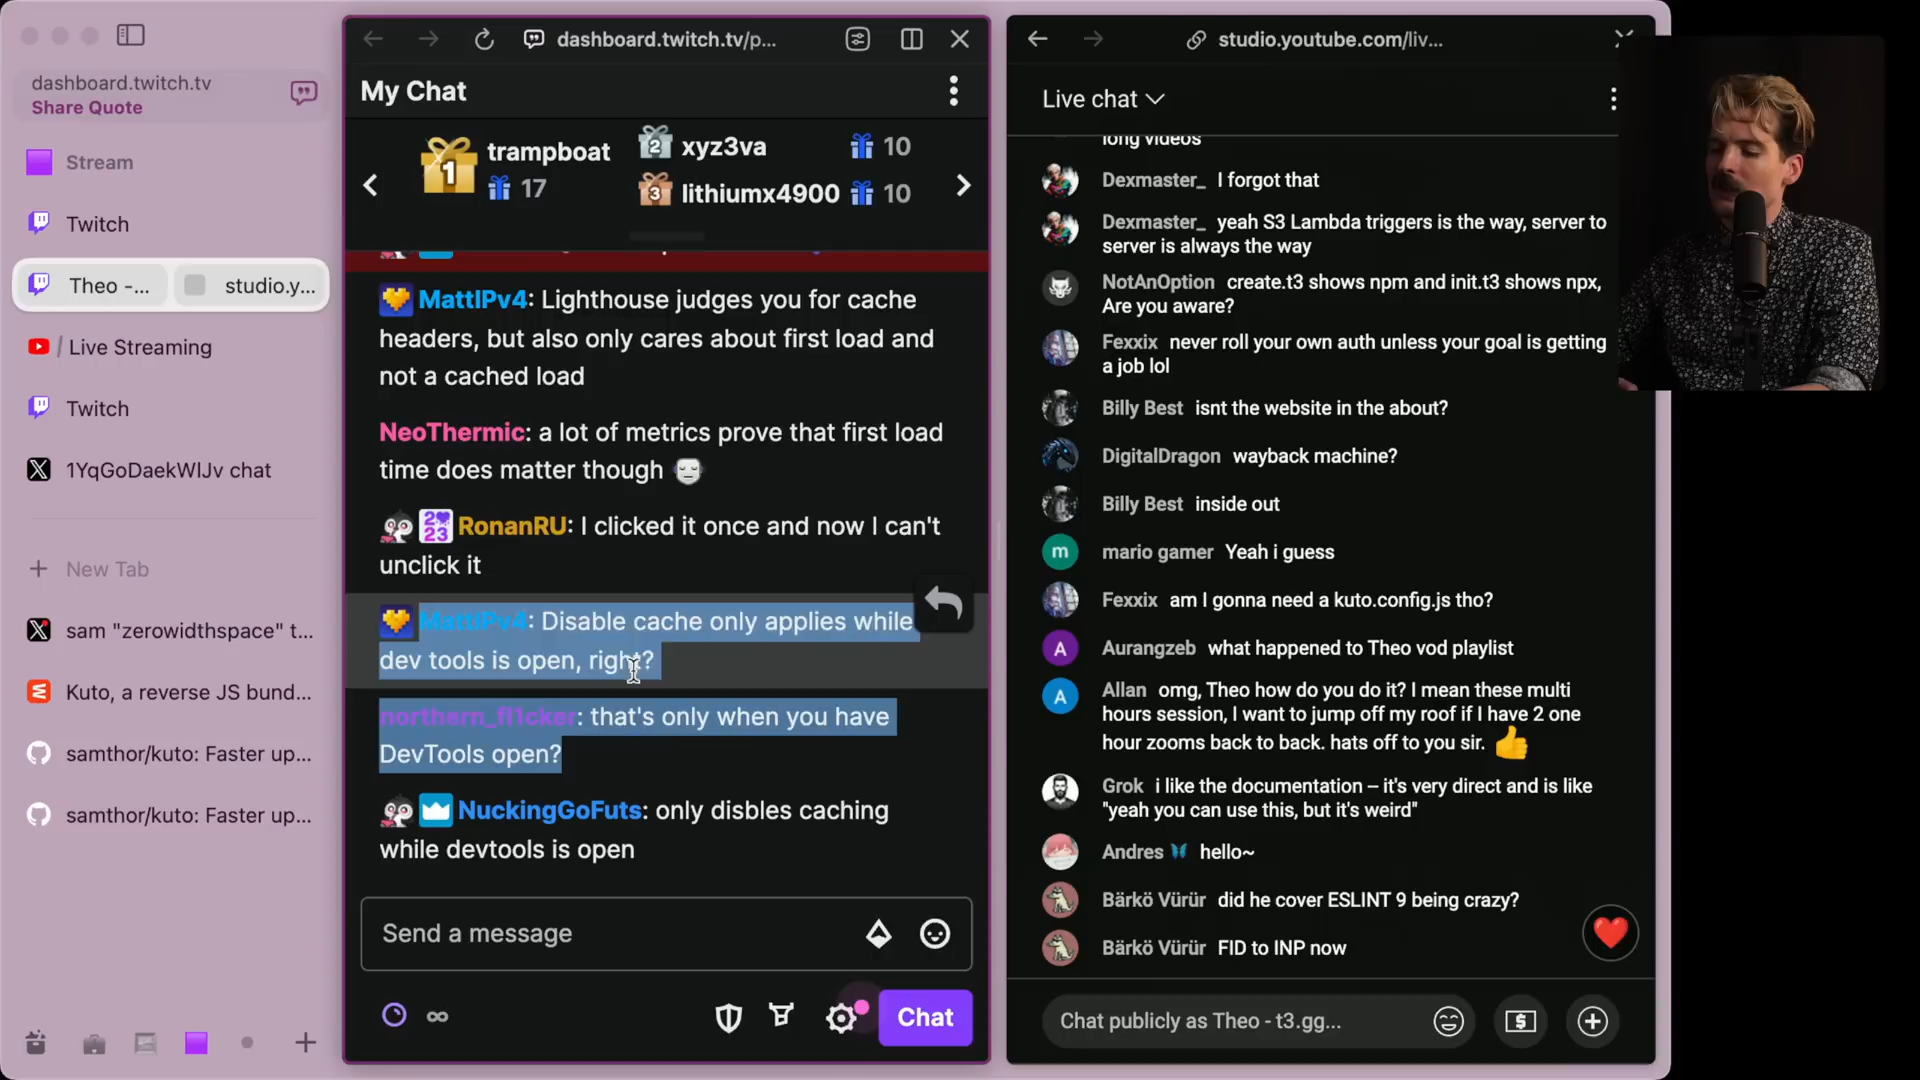 dashboard.twitch.tv
Share Quote
Stream
Twitch
Theo -...
studio.y...
/ Live Streaming
Twitch
1YqGoDaekWlJv chat
New Tab
sam "zerowidthspace" t...
Kuto, a reverse JS bund...
samthor/kuto: Faster up...
samthor/kuto: Faster up...
dashboard.twitch.tv/p...
My Chat
1
trampboat
17
2
xyz3va
10
3
lithiumx4900
10
MattIPv4: Lighthouse judges you for cache
headers, but also only cares about first load and
not a cached load
NeoThermic: a lot of metrics prove that first load
time does matter though
2023 RonanRU: I clicked it once and now I can't
unclick it
MattIPv4: Disable cache only applies while
dev tools is open, right?
northern_fl1cker: that's only when you have
DevTools open?
NuckingGoFuts: only disbles caching
while devtools is open
Send a message
Chat
studio.youtube.com/liv...
Live chat
long videos
Dexmaster_ I forgot that
Dexmaster_ yeah S3 Lambda triggers is the way, server to
server is always the way
NotAnOption create.t3 shows npm and init.t3 shows npx,
Are you aware?
Fexxix never roll your own auth unless your goal is getting
a job lol
Billy Best isnt the website in the about?
DigitalDragon wayback machine?
Billy Best inside out
m mario gamer Yeah i guess
Fexxix am I gonna need a kuto.config.js tho?
A Aurangzeb what happened to Theo vod playlist
A Allan omg, Theo how do you do it? I mean these multi
hours session, I want to jump off my roof if I have 2 one
hour zooms back to back. hats off to you sir.
Grok i like the documentation – it's very direct and is like
"yeah you can use this, but it's weird"
Andres hello~
Bärkö Vürür did he cover ESLINT 9 being crazy?
Bärkö Vürür FID to INP now
Chat publicly as Theo - t3.gg...